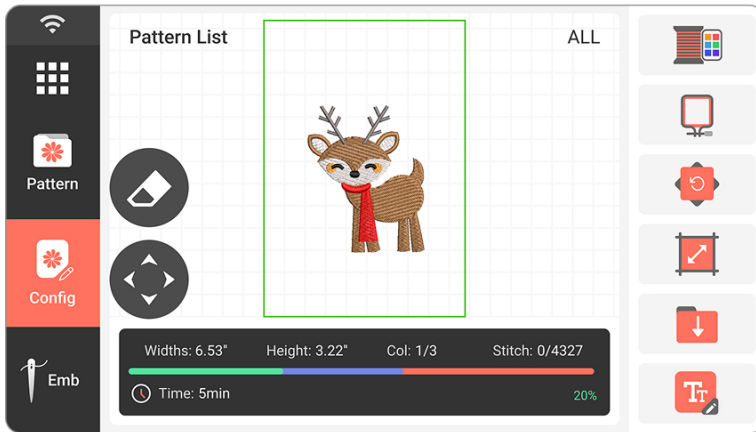 Pattern List
ALL
Pattern
Config
Emb
Widths: 6.53" Height: 3.22" Col: 1/3 Stitch: 0/4327
Time: 5min
20%
TT